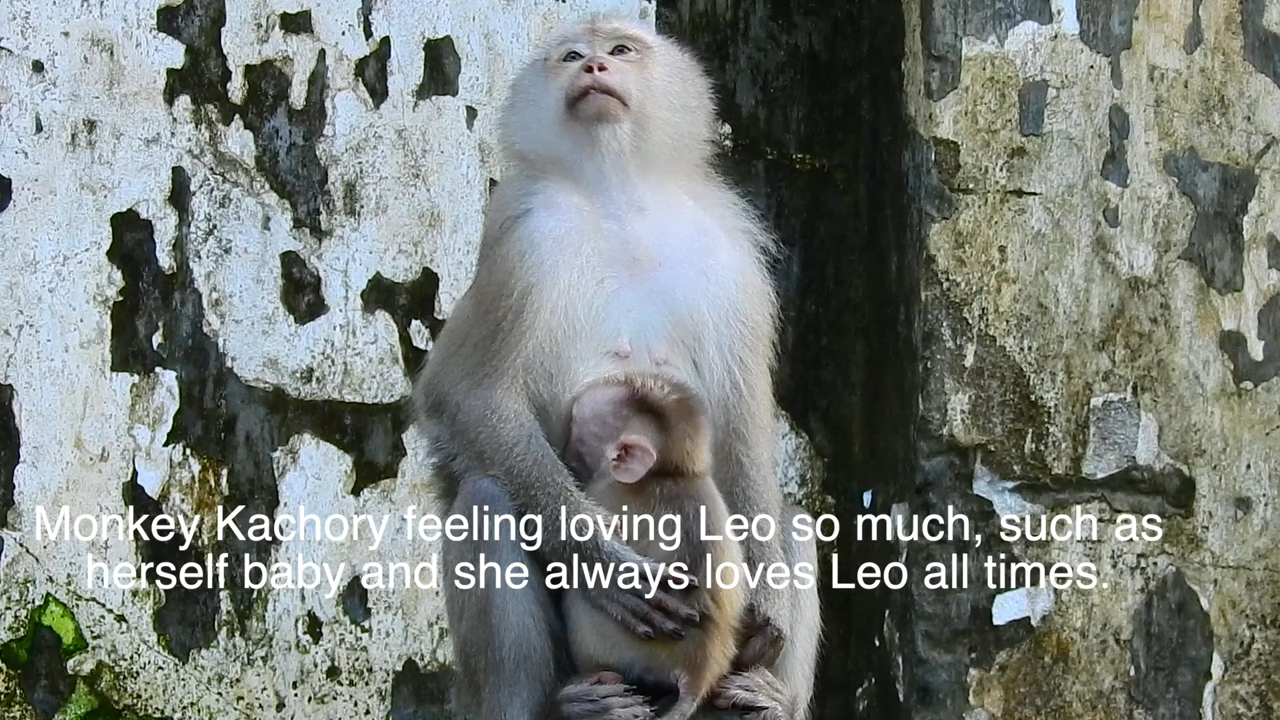 Monkey Kachory feeling loving Leo so much, such as
herself baby and she always loves Leo all times.